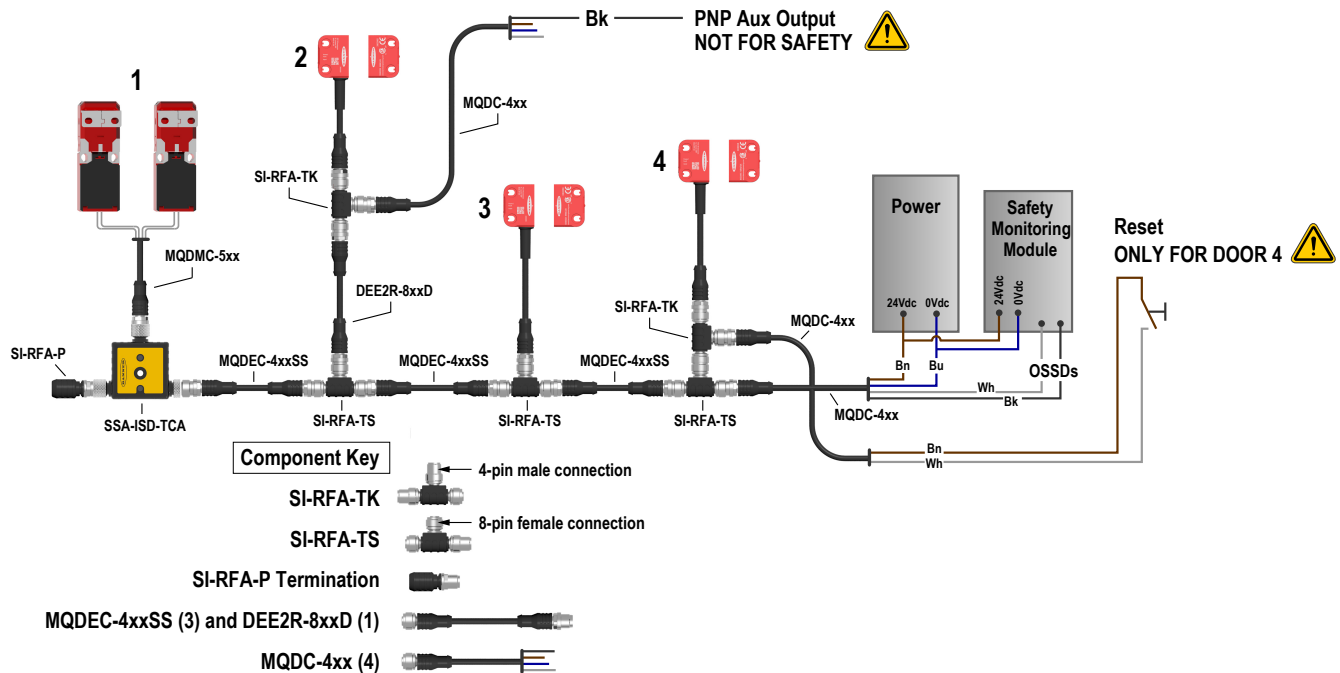 Bk
PNP Aux Output
NOT FOR SAFETY
2
1
MQDC-4xx
4
SI-RFA-TK
3
Power
Safety
Monitoring
Module
Reset
ONLY FOR DOOR 4
MQDMC-5xx
DEE2R-8xxD
SI-RFA-TK
MQDC-4xx
24Vdc
0Vdc
24Vdc
0Vdc
SI-RFA-P
MQDEC-4xxSS
MQDEC-4xxSS
MQDEC-4xxSS
Bn
Bu
OSSDs
Wh
Bk
MQDC-4xx
SSA-ISD-TCA
SI-RFA-TS
SI-RFA-TS
SI-RFA-TS
Bn
Wh
Component Key
4-pin male connection
SI-RFA-TK
8-pin female connection
SI-RFA-TS
SI-RFA-P Termination
MQDEC-4xxSS (3) and DEE2R-8xxD (1)
MQDC-4xx (4)